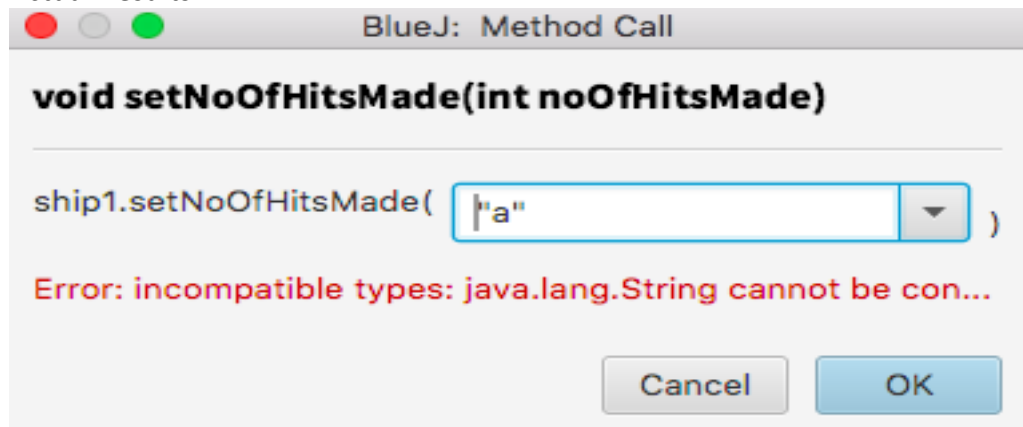 BlueJ: Method Call
void setNoOfHitsMade(int noOfHitsMade)
ship1.setNoOfHitsMade( "a" )
Error: incompatible types: java.lang.String cannot be con...
Cancel OK